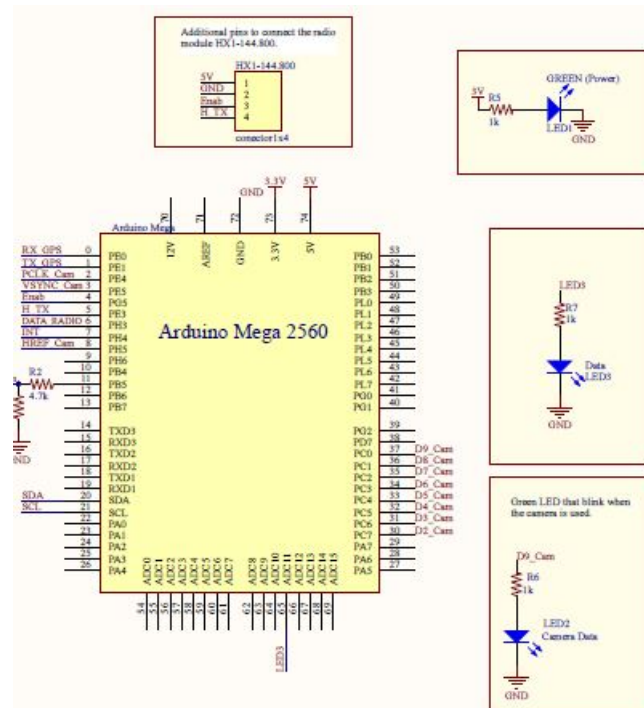 Additional pins to connect the radio
module HX1-144.800.
HX1-144.800
5V
GND
Enab
H_TX
1
2
3
4
conector1x4
GREEN (Power)
R5
1k
LED1
GND
GND
3.3V
5V
70
71
72
73
74
Arduino Mega
12V
AREF
GND
3.3V
5V
Arduino Mega 2560
RX_GPS 0 PE0
TX_GPS 1 PE1
PCLK_Cam 2 PE4
VSYNC_Cam 3 PE5
Enab 4 PG5
H_TX 5 PE3
DATA_RADIO 6 PH3
INT 7 PH4
HREF_Cam 8 PH5
9 PH6
10 PB4
11 PB5
12 PB6
13 PB7
R2
4.7k
14 TXD3
15 RXD3
16 TXD2
17 RXD2
18 TXD1
19 RXD1
SDA 20 SDA
SCL 21 SCL
22 PA0
23 PA1
24 PA2
25 PA3
26 PA4
PB0 53
PB1 52
PB2 51
PB3 50
PL0 49
PL1 48
PL2 47
PL3 46
PL4 45
PL5 44
PL6 43
PL7 42
PG0 41
PG1 40
PG2 39
PD7 38
PC0 37 D9_Cam
PC1 36 D8_Cam
PC2 35 D7_Cam
PC3 34 D6_Cam
PC4 33 D5_Cam
PC5 32 D4_Cam
PC6 31 D3_Cam
PC7 30 D2_Cam
PA7 29
PA6 28
PA5 27
ADC0
ADC1
ADC2
ADC3
ADC4
ADC5
ADC6
ADC7
ADC8
ADC9
ADC10
ADC11
ADC12
ADC13
ADC14
ADC15
54
55
56
57
58
59
60
61
62
63
64
65
66
67
68
69
LED3
LED3
R7
1k
Data
LED3
GND
Green LED that blink when
the camera is used.
D9_Cam
R6
1k
LED2
Camera Data
GND